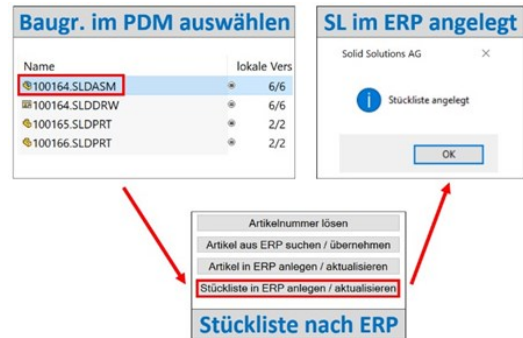 Baugr. im PDM auswählen
Name lokale Vers
100164.SLDASM 6/6
100164.SLDDRW 6/6
100165.SLDPRT 2/2
100166.SLDPRT 2/2
SL im ERP angelegt
Solid Solutions AG
Stückliste angelegt
OK
Artikelnummer lösen
Artikel aus ERP suchen / übernehmen
Artikel in ERP anlegen / aktualisieren
Stückliste in ERP anlegen / aktualisieren
Stückliste nach ERP